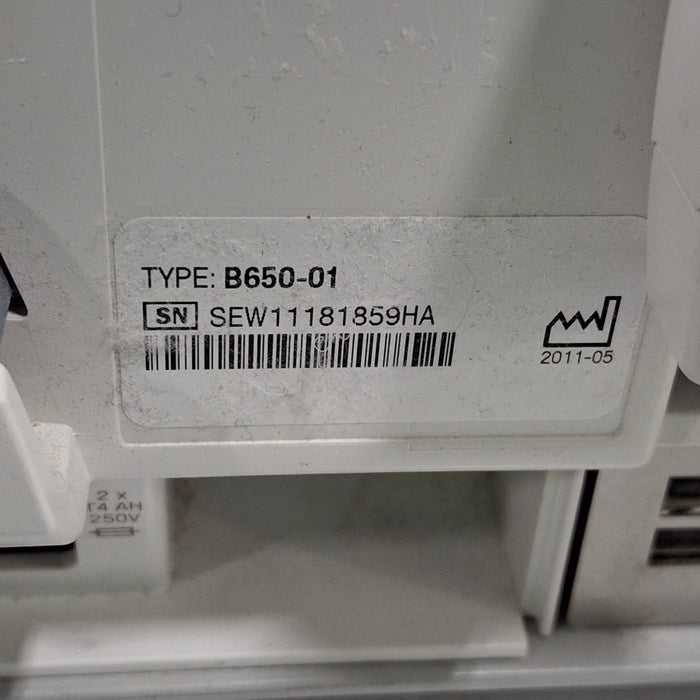 TYPE: B650-01
SN SEW11181859HA
2011-05
2 x
T4 AH
250V